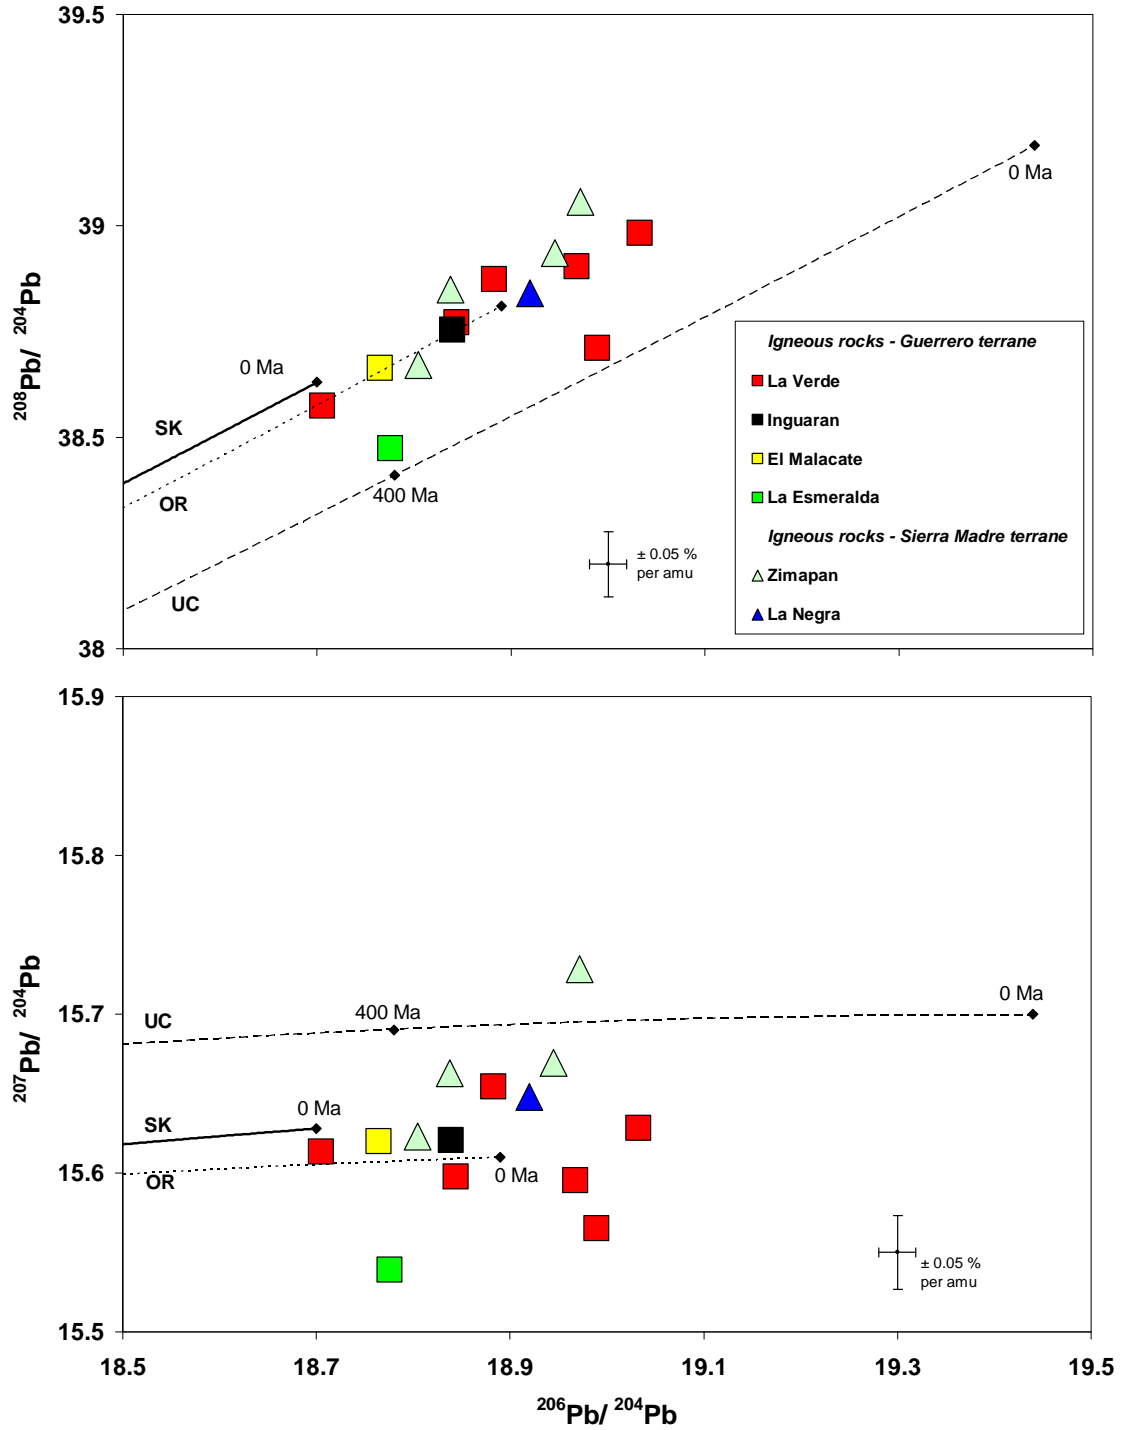 39.5
39
38.5
38
208Pb/ 204Pb
0 Ma
0 Ma
SK
OR
400 Ma
UC
± 0.05 %
per amu
Igneous rocks - Guerrero terrane
La Verde
Inguaran
El Malacate
La Esmeralda
Igneous rocks - Sierra Madre terrane
Zimapan
La Negra
15.9
15.8
15.7
15.6
15.5
207Pb/ 204Pb
UC
400 Ma
0 Ma
SK
0 Ma
OR
0 Ma
± 0.05 %
per amu
18.5 18.7 18.9 19.1 19.3 19.5
206Pb/ 204Pb